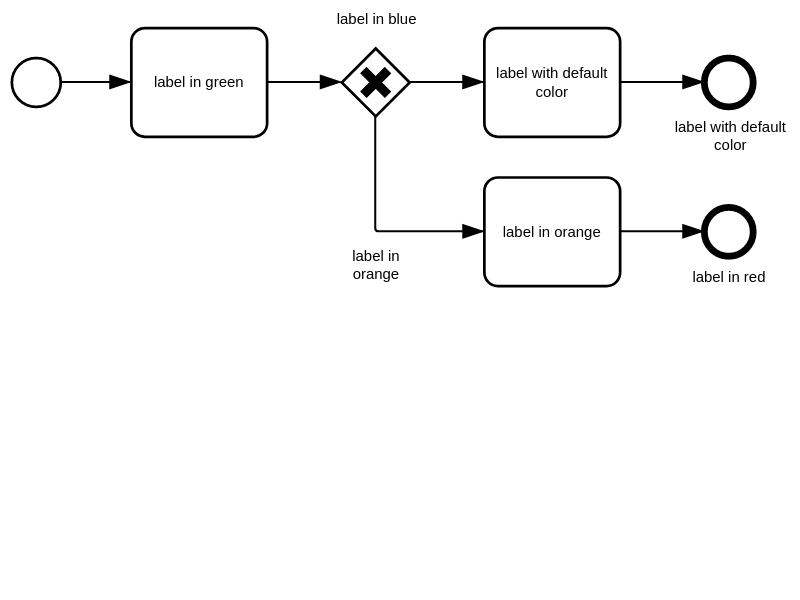 label in blue
label in green
label with default
color
label with default
color
label in orange
label in
orange
label in red